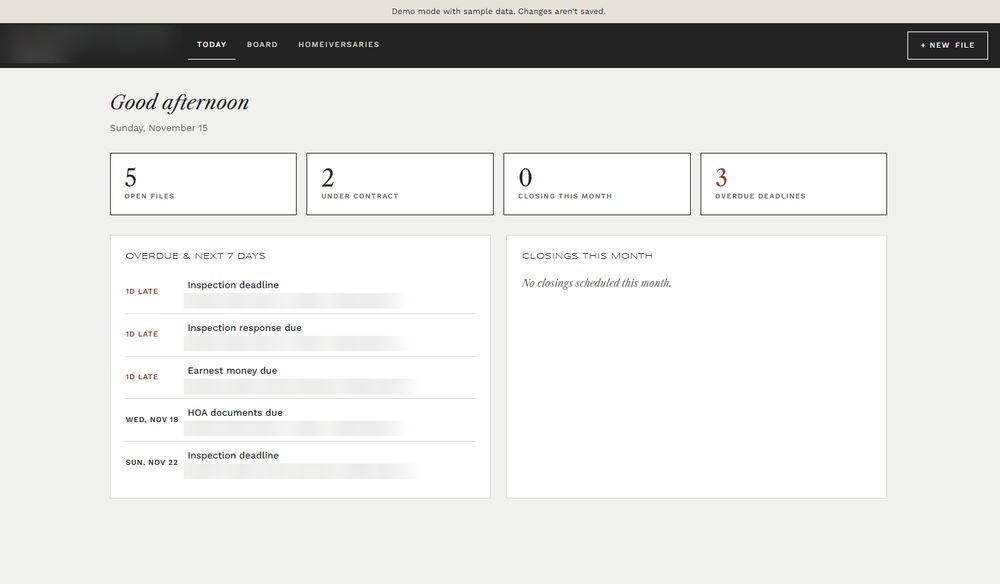 Demo mode with sample data. Changes aren't saved.
TODAY
BOARD
HOMEIVERSARIES
+ NEW FILE
Good afternoon
Sunday, November 15
5
OPEN FILES
2
UNDER CONTRACT
0
CLOSING THIS MONTH
3
OVERDUE DEADLINES
OVERDUE & NEXT 7 DAYS
1D LATE
Inspection deadline
1D LATE
Inspection response due
1D LATE
Earnest money due
WED, NOV 18
HOA documents due
SUN, NOV 22
Inspection deadline
CLOSINGS THIS MONTH
No closings scheduled this month.